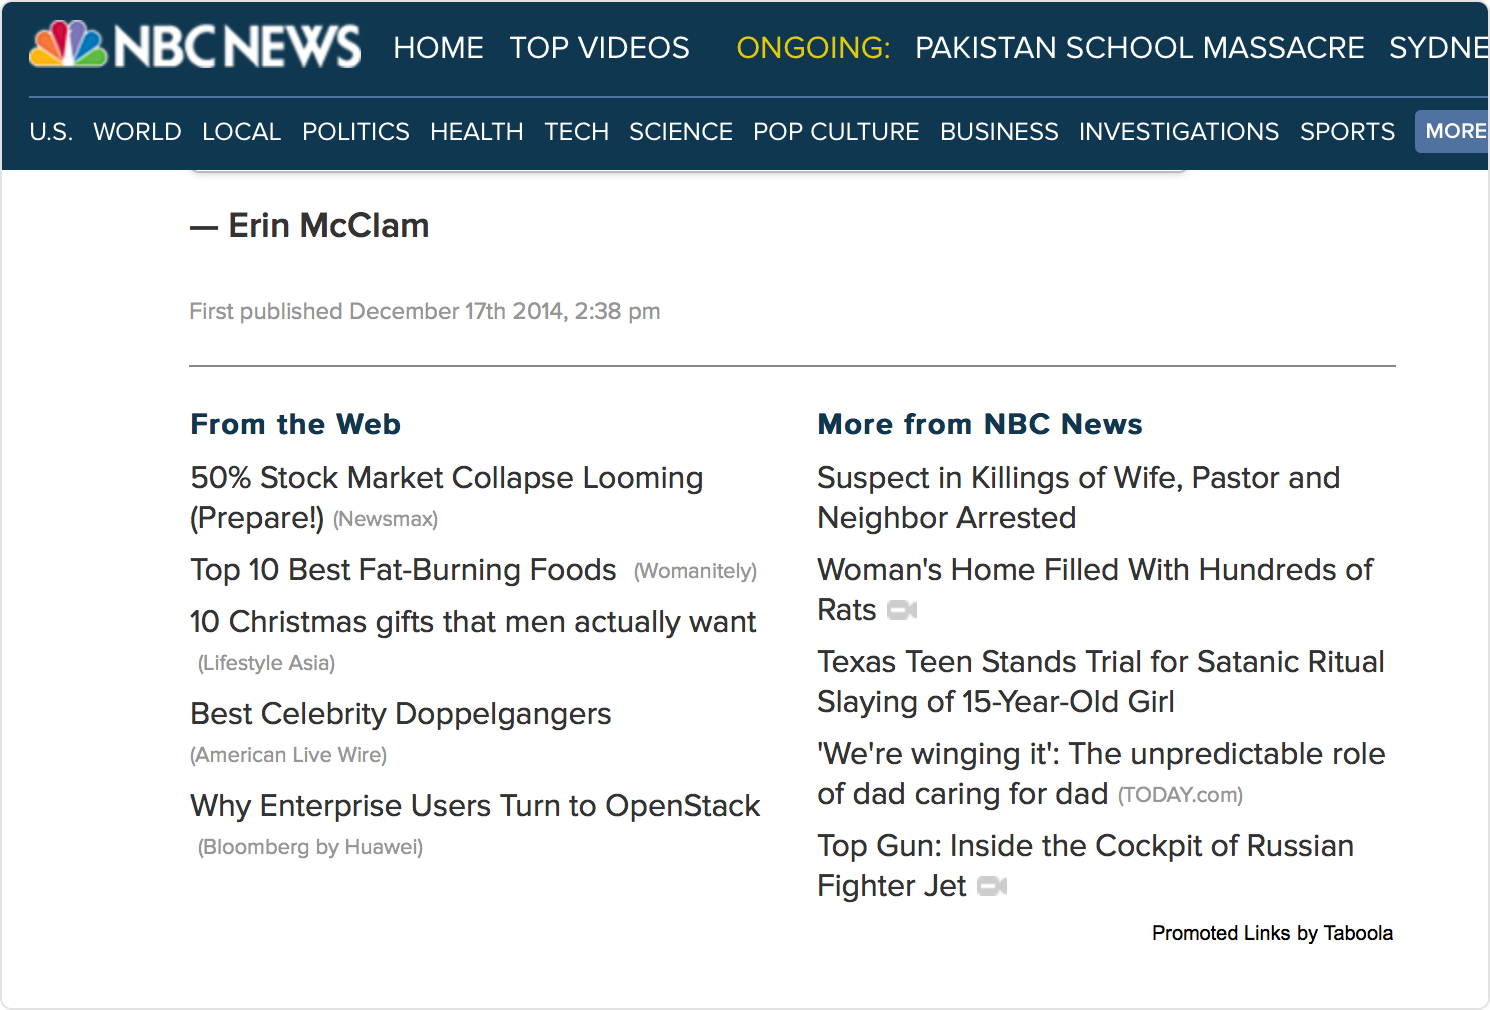 NBC NEWS HOME TOP VIDEOS ONGOING: PAKISTAN SCHOOL MASSACRE SYDNE
U.S. WORLD LOCAL POLITICS HEALTH TECH SCIENCE POP CULTURE BUSINESS INVESTIGATIONS SPORTS MORE
— Erin McClam
First published December 17th 2014, 2:38 pm
From the Web
50% Stock Market Collapse Looming
(Prepare!) (Newsmax)
Top 10 Best Fat-Burning Foods (Womanitely)
10 Christmas gifts that men actually want
(Lifestyle Asia)
Best Celebrity Doppelgangers
(American Live Wire)
Why Enterprise Users Turn to OpenStack
(Bloomberg by Huawei)
More from NBC News
Suspect in Killings of Wife, Pastor and
Neighbor Arrested
Woman's Home Filled With Hundreds of
Rats
Texas Teen Stands Trial for Satanic Ritual
Slaying of 15-Year-Old Girl
'We're winging it': The unpredictable role
of dad caring for dad (TODAY.com)
Top Gun: Inside the Cockpit of Russian
Fighter Jet
Promoted Links by Taboola